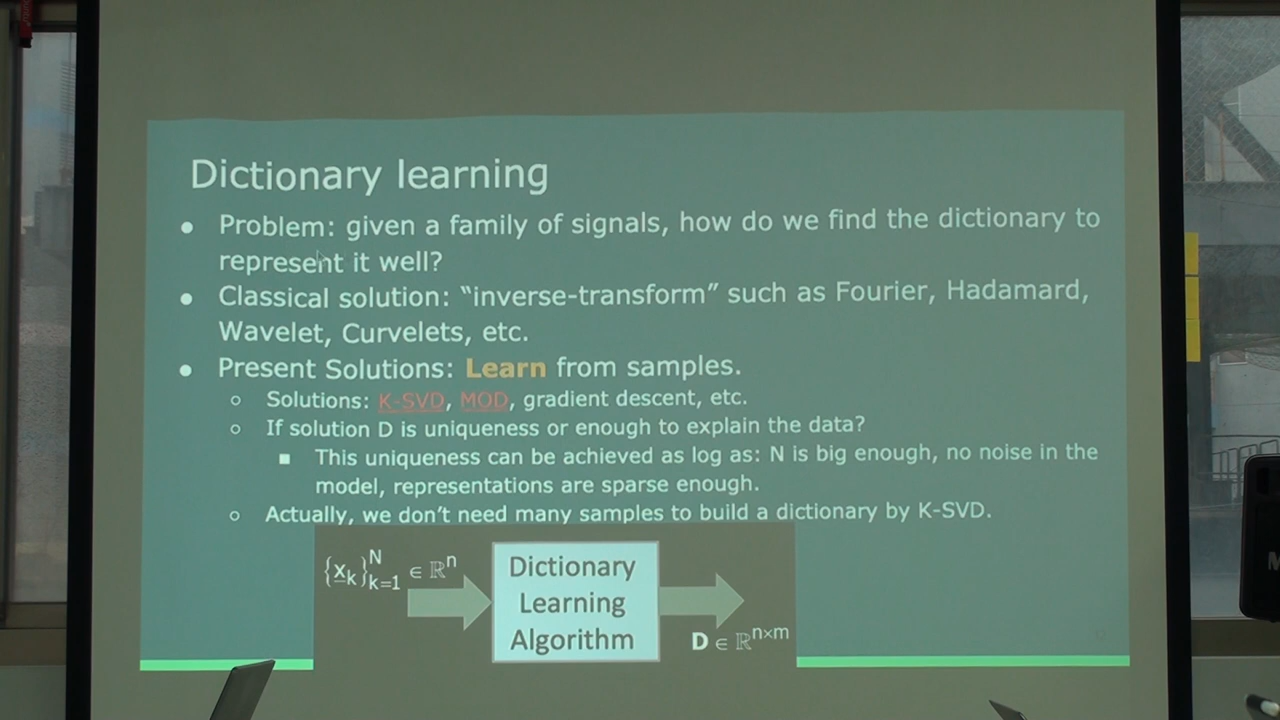 Dictionary learning
● Problem: given a family of signals, how do we find the dictionary to
represent it well?
● Classical solution: “inverse-transform” such as Fourier, Hadamard,
Wavelet, Curvelets, etc.
● Present Solutions: Learn from samples.
○ Solutions: K-SVD, MOD, gradient descent, etc.
○ If solution D is uniqueness or enough to explain the data?
■ This uniqueness can be achieved as log as: N is big enough, no noise in the
model, representations are sparse enough.
○ Actually, we don’t need many samples to build a dictionary by K-SVD.
{x_k}_{k=1}^N ∈ ℝ^n
Dictionary
Learning
Algorithm
D ∈ ℝ^{n×m}